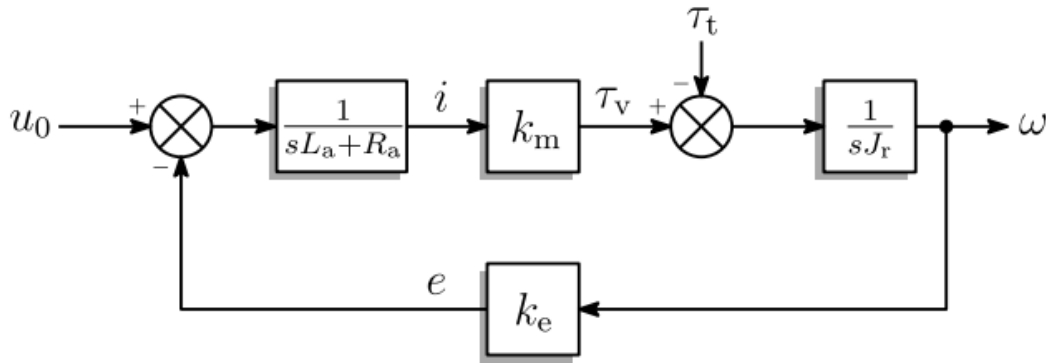 τt
u0 + − 1/(sLa+Ra) i km τv + − 1/(sJr) ω
e ke